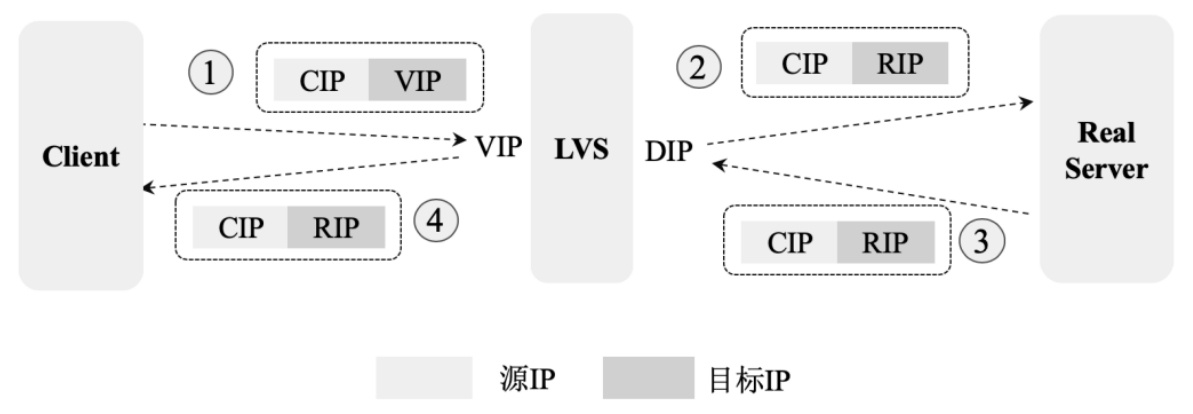 ① CIP VIP
② CIP RIP
Client
VIP
LVS
DIP
Real
Server
CIP RIP ④
CIP RIP ③
源IP 目标IP